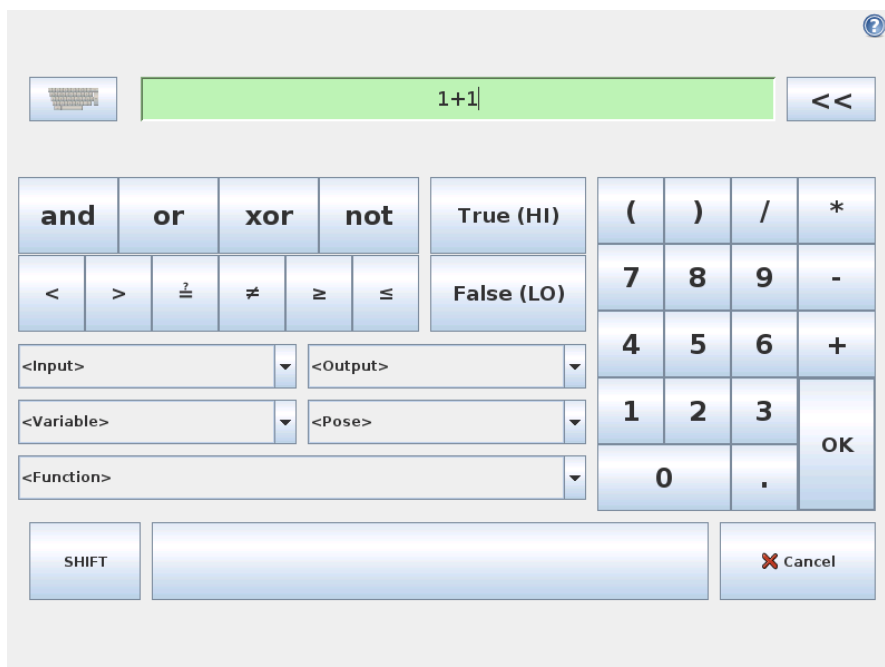 ?
1+1
<<
and or xor not True (HI) ( ) / *
< > ≟ ≠ ≥ ≤ False (LO) 7 8 9 -
4 5 6 +
<Input> <Output>
1 2 3
<Variable> <Pose>
OK
<Function> 0 .
SHIFT Cancel